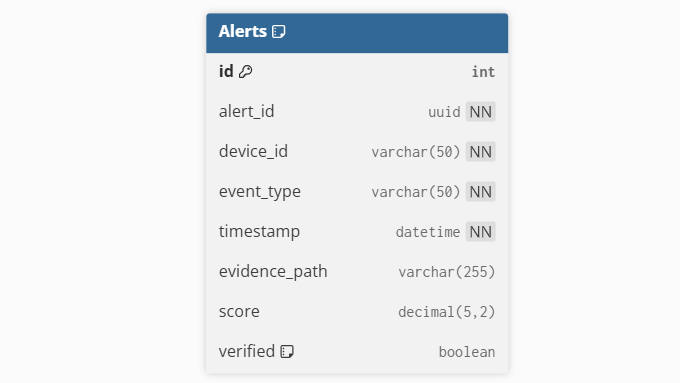 Alerts
id int
alert_id uuid NN
device_id varchar(50) NN
event_type varchar(50) NN
timestamp datetime NN
evidence_path varchar(255)
score decimal(5,2)
verified boolean